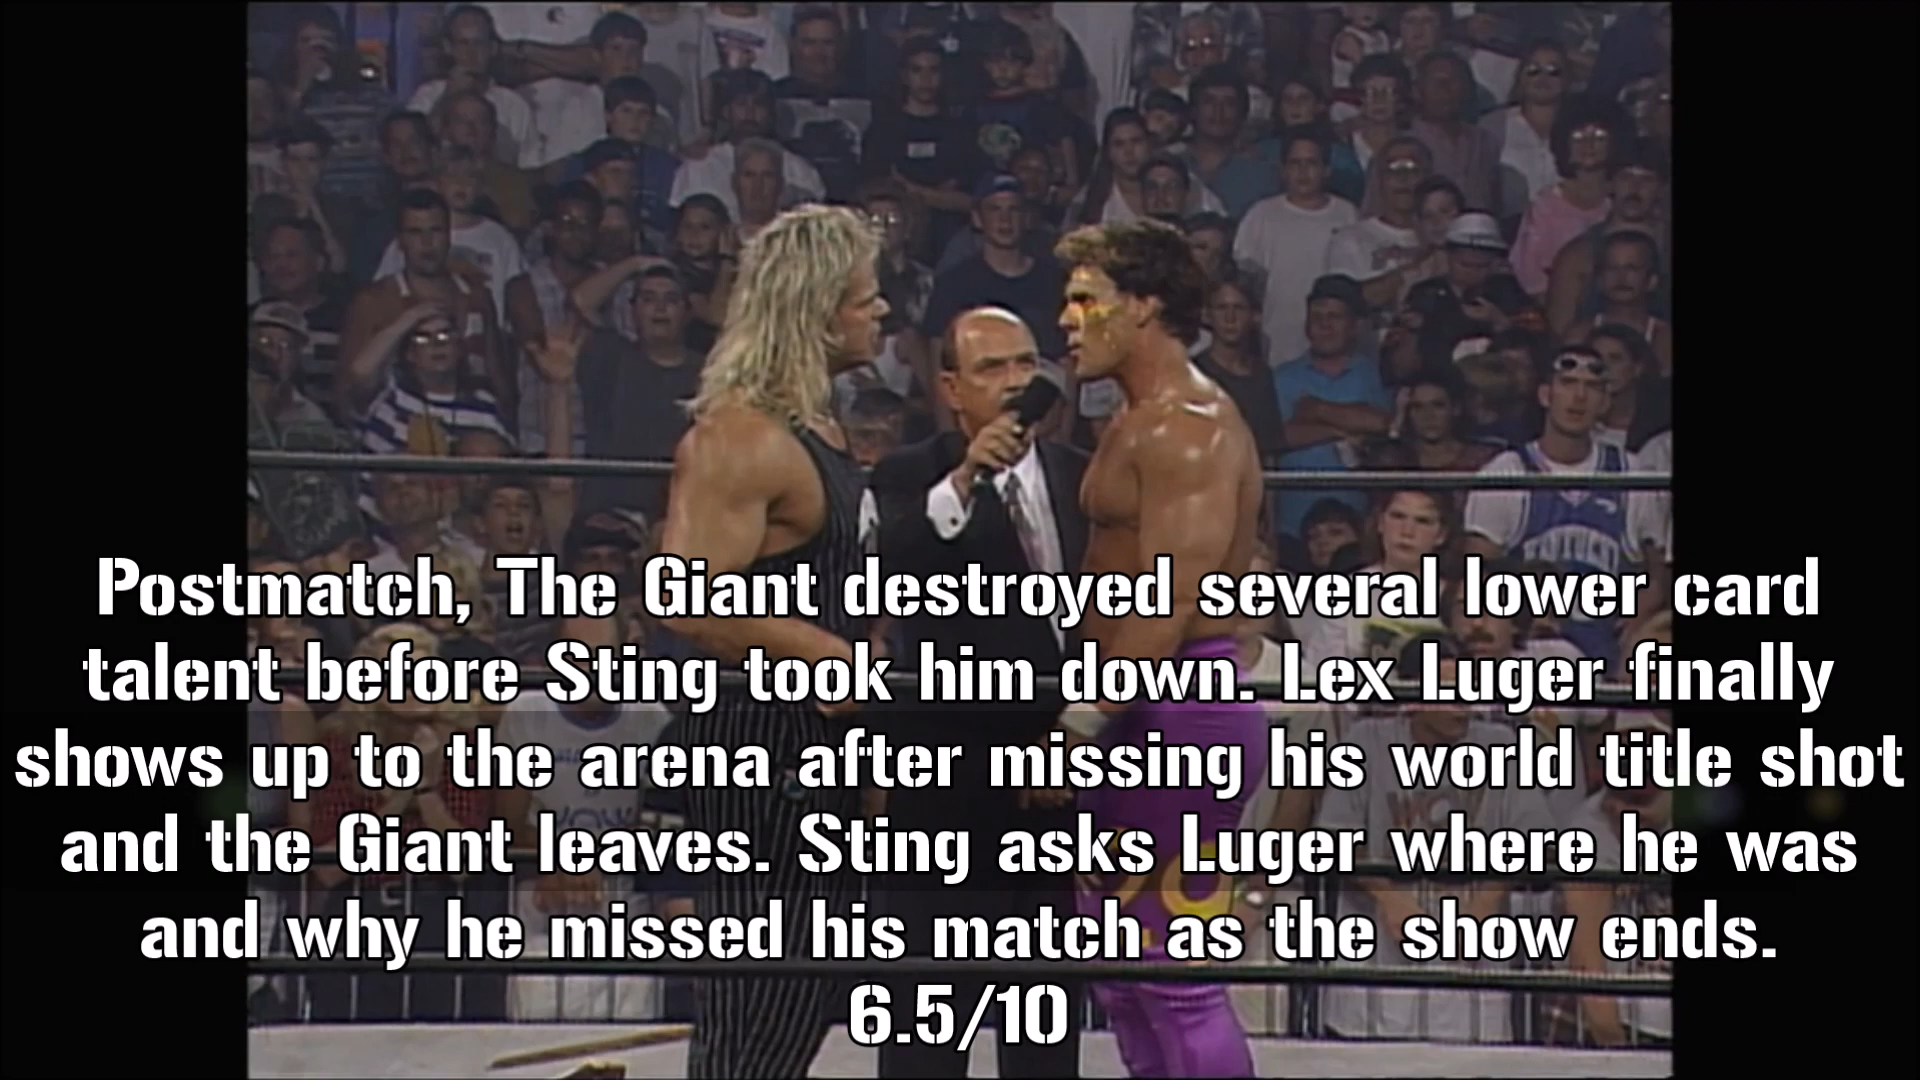 Postmatch, The Giant destroyed several lower card
talent before Sting took him down. Lex Luger finally
shows up to the arena after missing his world title shot
and the Giant leaves. Sting asks Luger where he was
and why he missed his match as the show ends.
6.5/10